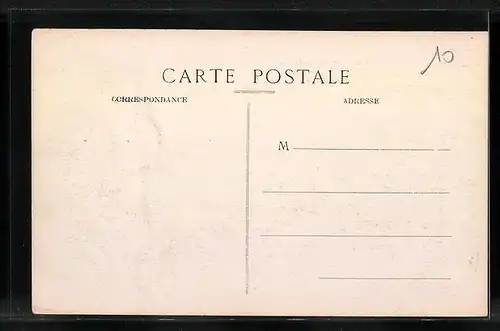 10
CARTE POSTALE
CORRESPONDANCE
ADRESSE
M